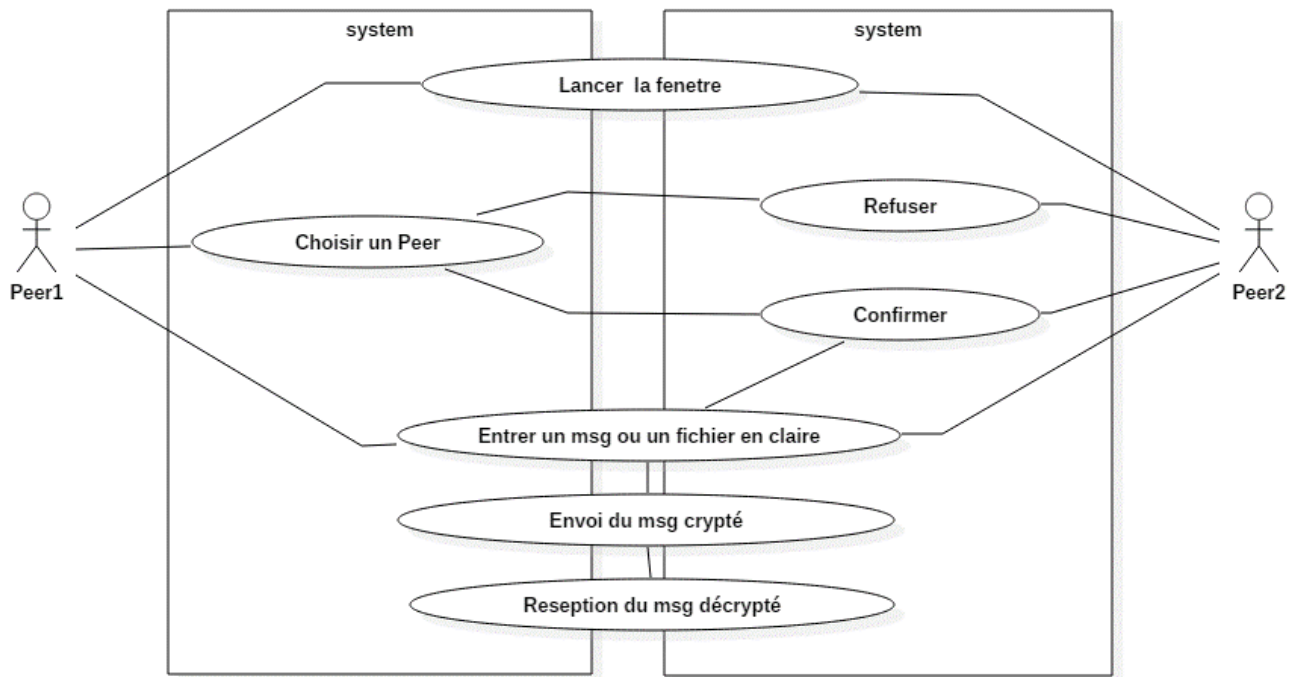 system
system
Lancer la fenetre
Refuser
Choisir un Peer
Peer1
Peer2
Confirmer
Entrer un msg ou un fichier en claire
Envoi du msg crypté
Reseption du msg décrypté